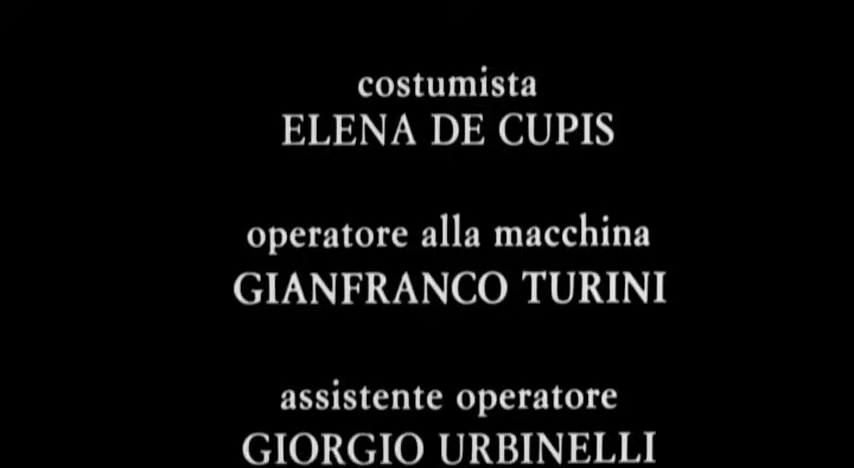 costumista
ELENA DE CUPIS
operatore alla macchina
GIANFRANCO TURINI
assistente operatore
GIORGIO URBINELLI